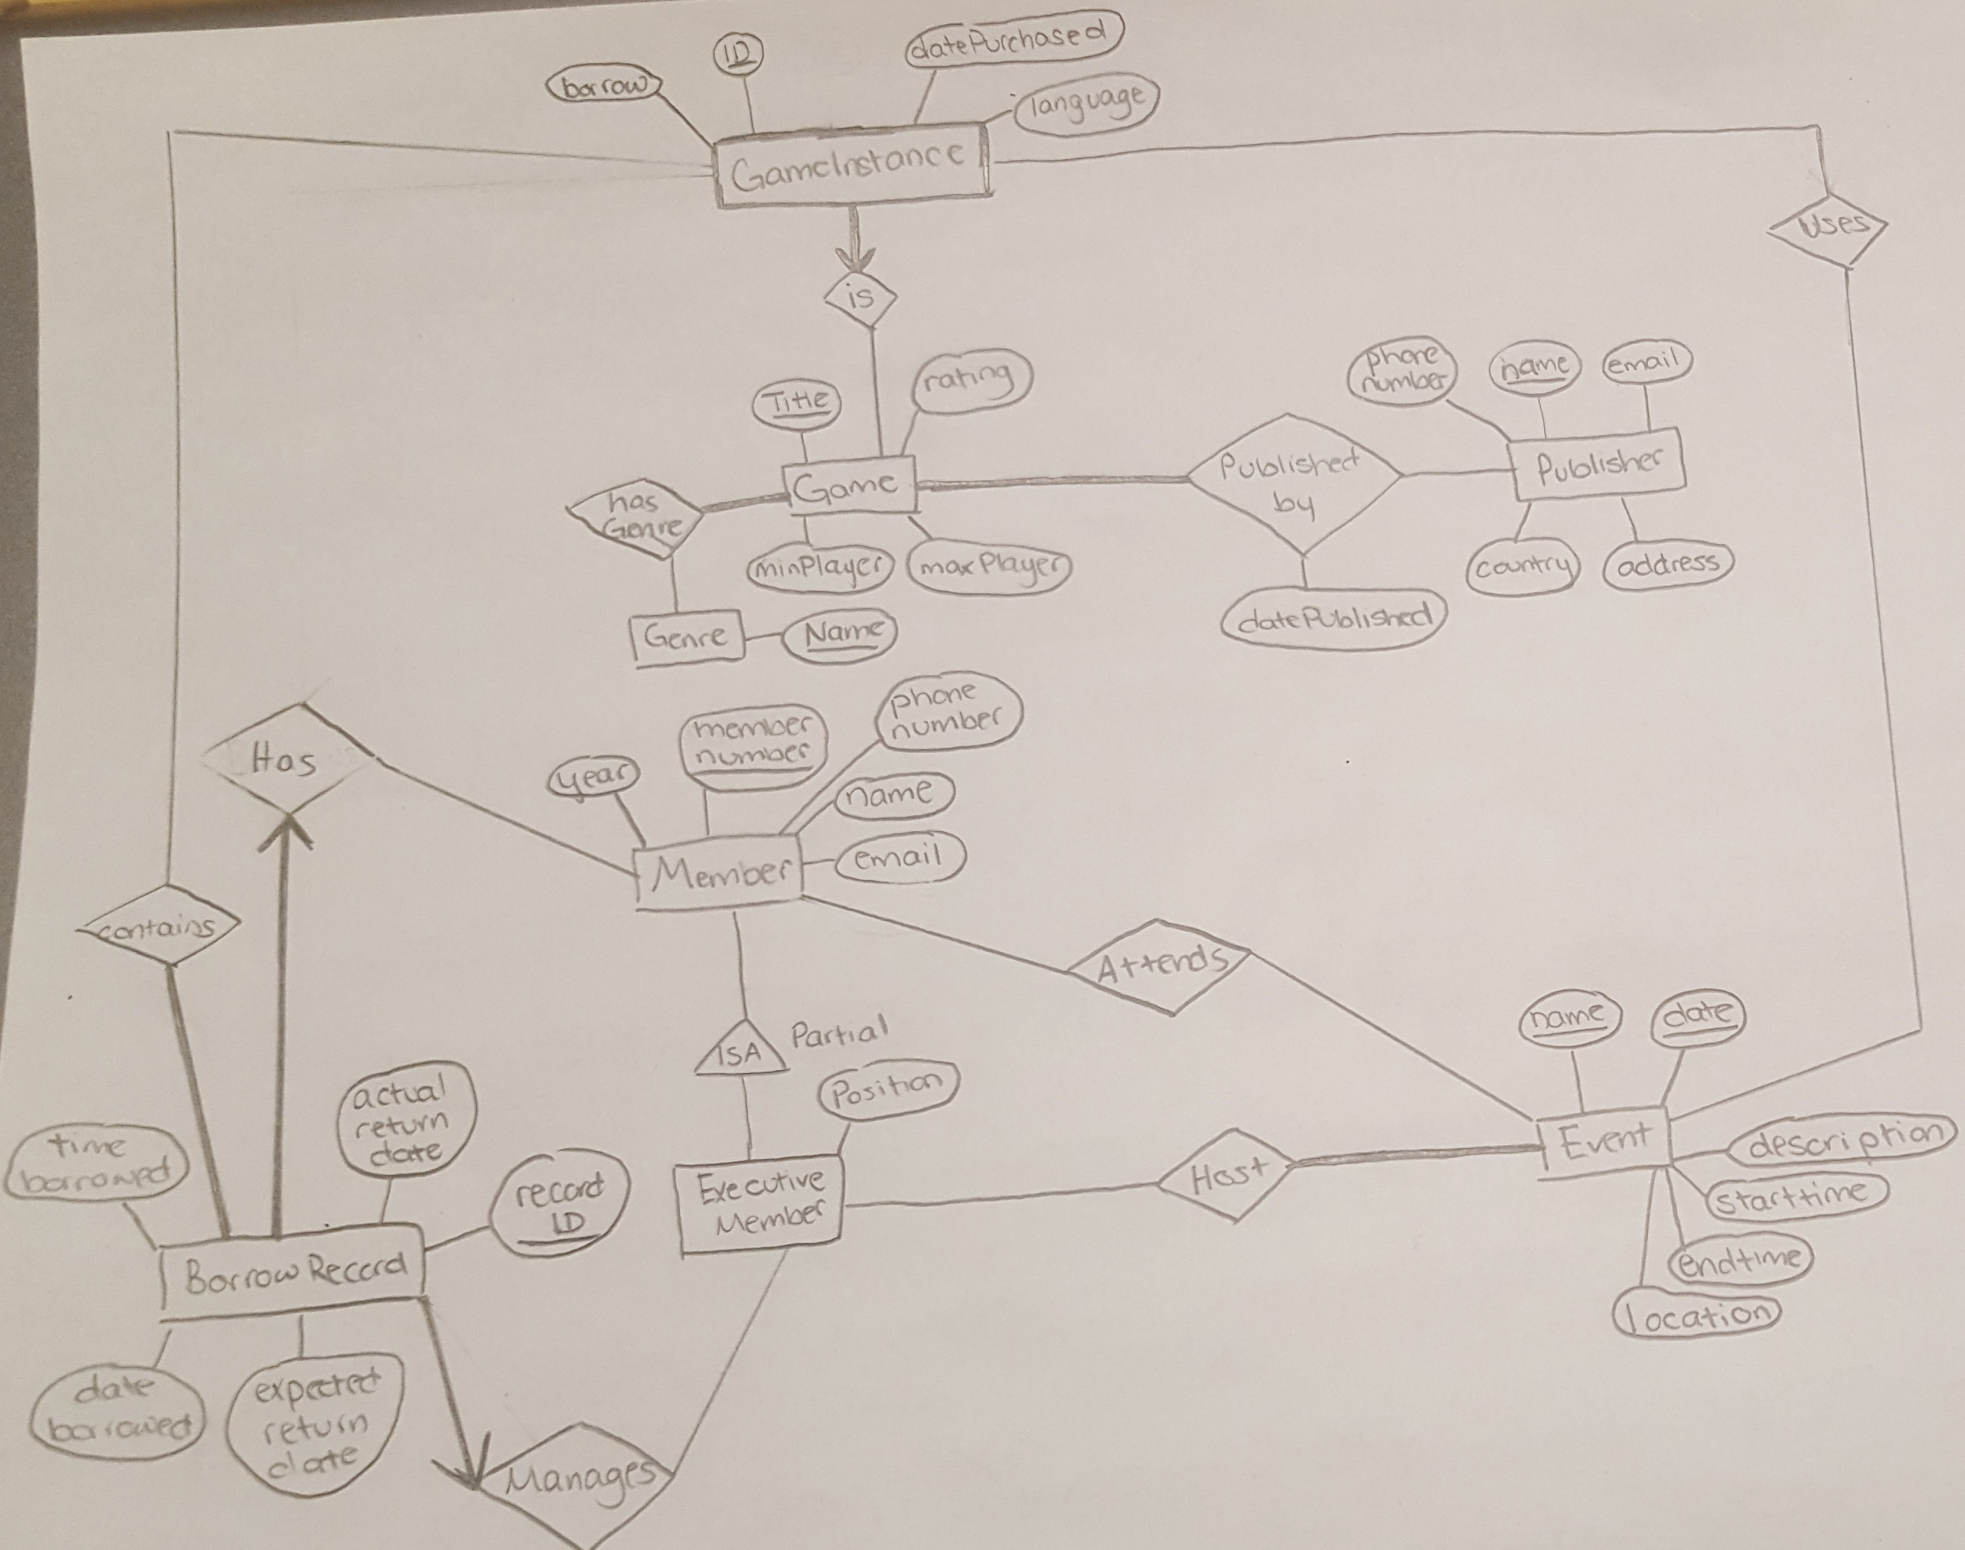 borrow
ID
datePurchased
language
GameInstance
Uses
is
Title
rating
phone
number
name
email
has
Genre
Game
Published
by
Publisher
minPlayer
maxPlayer
country
address
datePublished
Genre
Name
Has
year
member
number
phone
number
name
Member
email
contains
Attends
ISA
Partial
name
date
Position
time
borrowed
actual
return
date
record
ID
Executive
Member
Host
Event
description
starttime
endtime
location
BorrowRecord
date
borrowed
expected
return
date
Manages